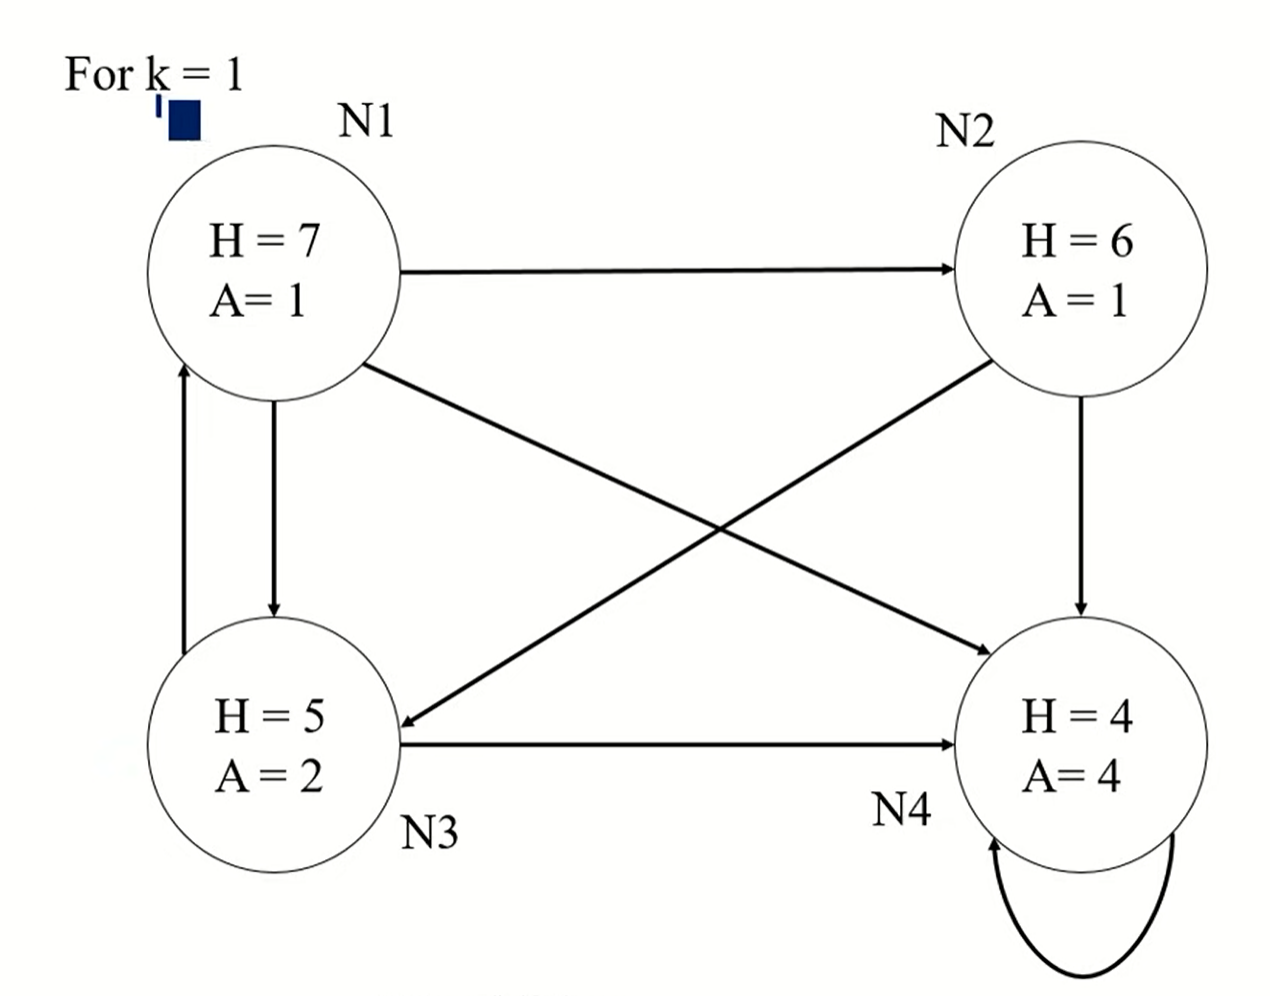 For k = 1
N1
N2
H = 7
A= 1
H = 6
A = 1
H = 5
A = 2
H = 4
A= 4
N4
N3